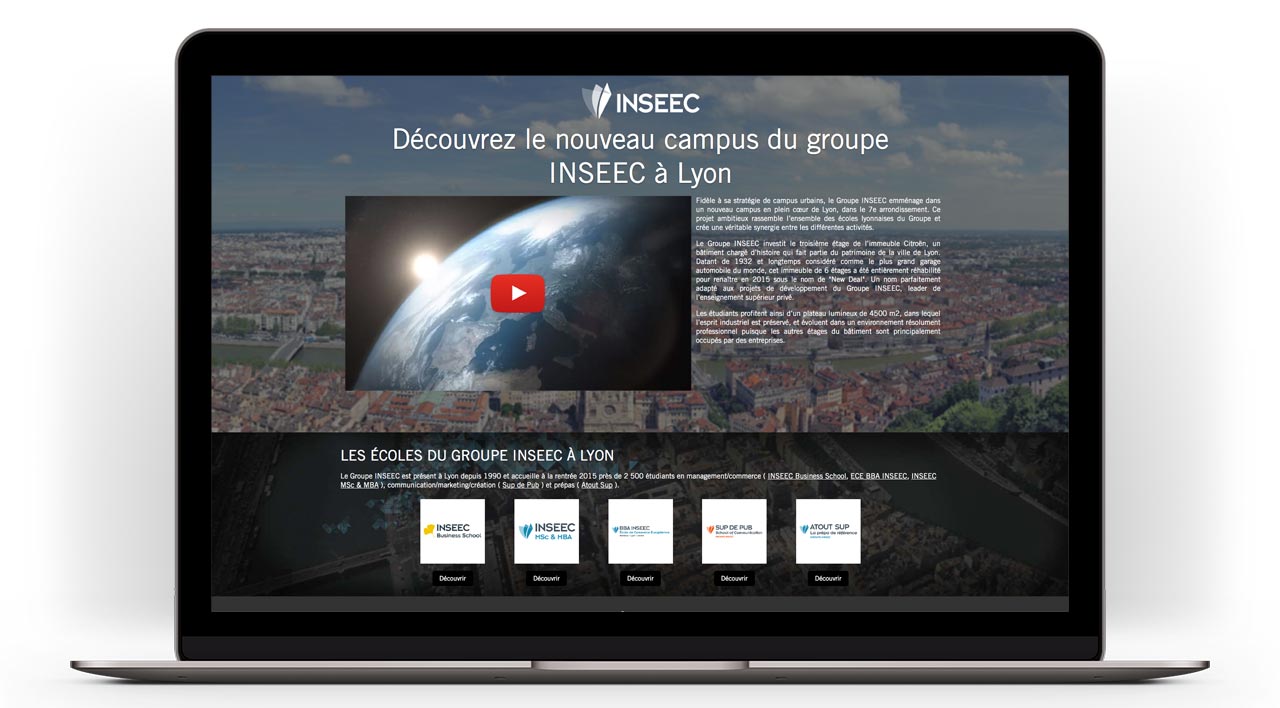 INSEEC
Découvrez le nouveau campus du groupe
INSEEC à Lyon
Fidèle à sa stratégie de campus urbains, le Groupe INSEEC emménage dans
un nouveau campus en plein cœur de Lyon, dans le 7e arrondissement. Ce
projet ambitieux rassemble l'ensemble des écoles lyonnaises du Groupe et
crée une véritable synergie entre les différentes activités.
Le Groupe INSEEC investit le troisième étage de l'immeuble Citroën, un
bâtiment chargé d'histoire qui fait partie du patrimoine de la ville de Lyon.
Datant de 1932 et longtemps considéré comme le plus grand garage
automobile du monde, cet immeuble de 6 étages a été entièrement réhabilité
pour renaître en 2015 sous le nom de "New Deal". Un nom parfaitement
adapté aux projets de développement du Groupe INSEEC, leader de
l'enseignement supérieur privé.
Les étudiants profitent ainsi d'un plateau lumineux de 4500 m2, dans lequel
l'esprit industriel est préservé, et évoluent dans un environnement résolument
professionnel puisque les autres étages du bâtiment sont principalement
occupés par des entreprises.
LES ÉCOLES DU GROUPE INSEEC À LYON
Le Groupe INSEEC est présent à Lyon depuis 1990 et accueille à la rentrée 2015 près de 2 500 étudiants en management/commerce ( INSEEC Business School, ECE BBA INSEEC, INSEEC
MSc & MBA ), communication/marketing/création ( Sup de Pub ) et prépas ( Atout Sup ).
INSEEC
Business School
INSEEC
MSc & MBA
BBA INSEEC
SUP DE PUB
School of Communication
ATOUT SUP
La prépa de référence
Découvrir
Découvrir
Découvrir
Découvrir
Découvrir